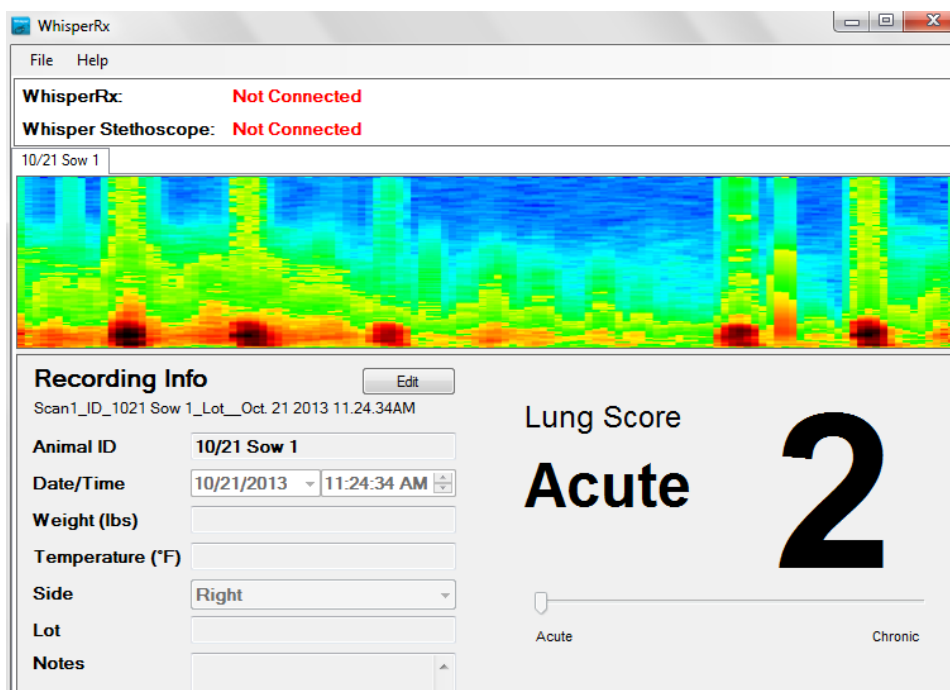 WhisperRx
File Help
WhisperRx: Not Connected
Whisper Stethoscope: Not Connected
10/21 Sow 1
Recording Info Edit
Scan1_ID_1021 Sow 1_Lot__Oct. 21 2013 11.24.34AM
Animal ID 10/21 Sow 1
Date/Time 10/21/2013 11:24:34 AM
Weight (lbs)
Temperature (°F)
Side Right
Lot
Notes
Lung Score
Acute 2
Acute Chronic